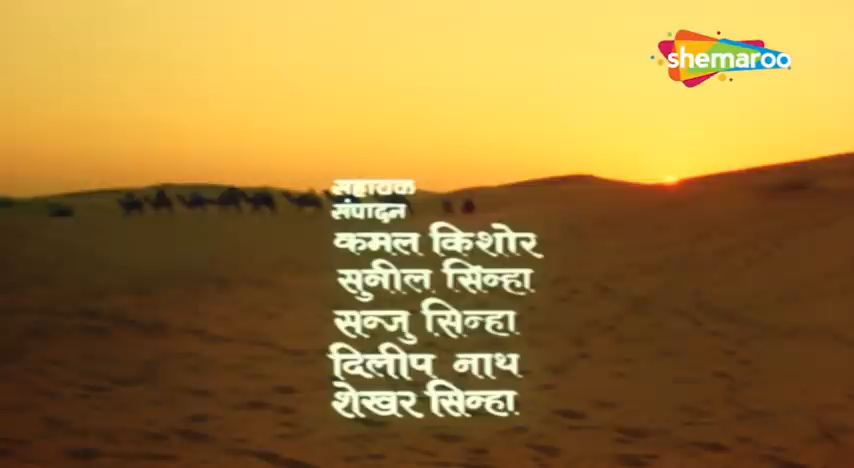 shemaroo
सहायक
संपादन
कमल किशोर
सुनील सिन्हा
सन्जु सिन्हा
दिलीप नाथ
शेखर सिन्हा